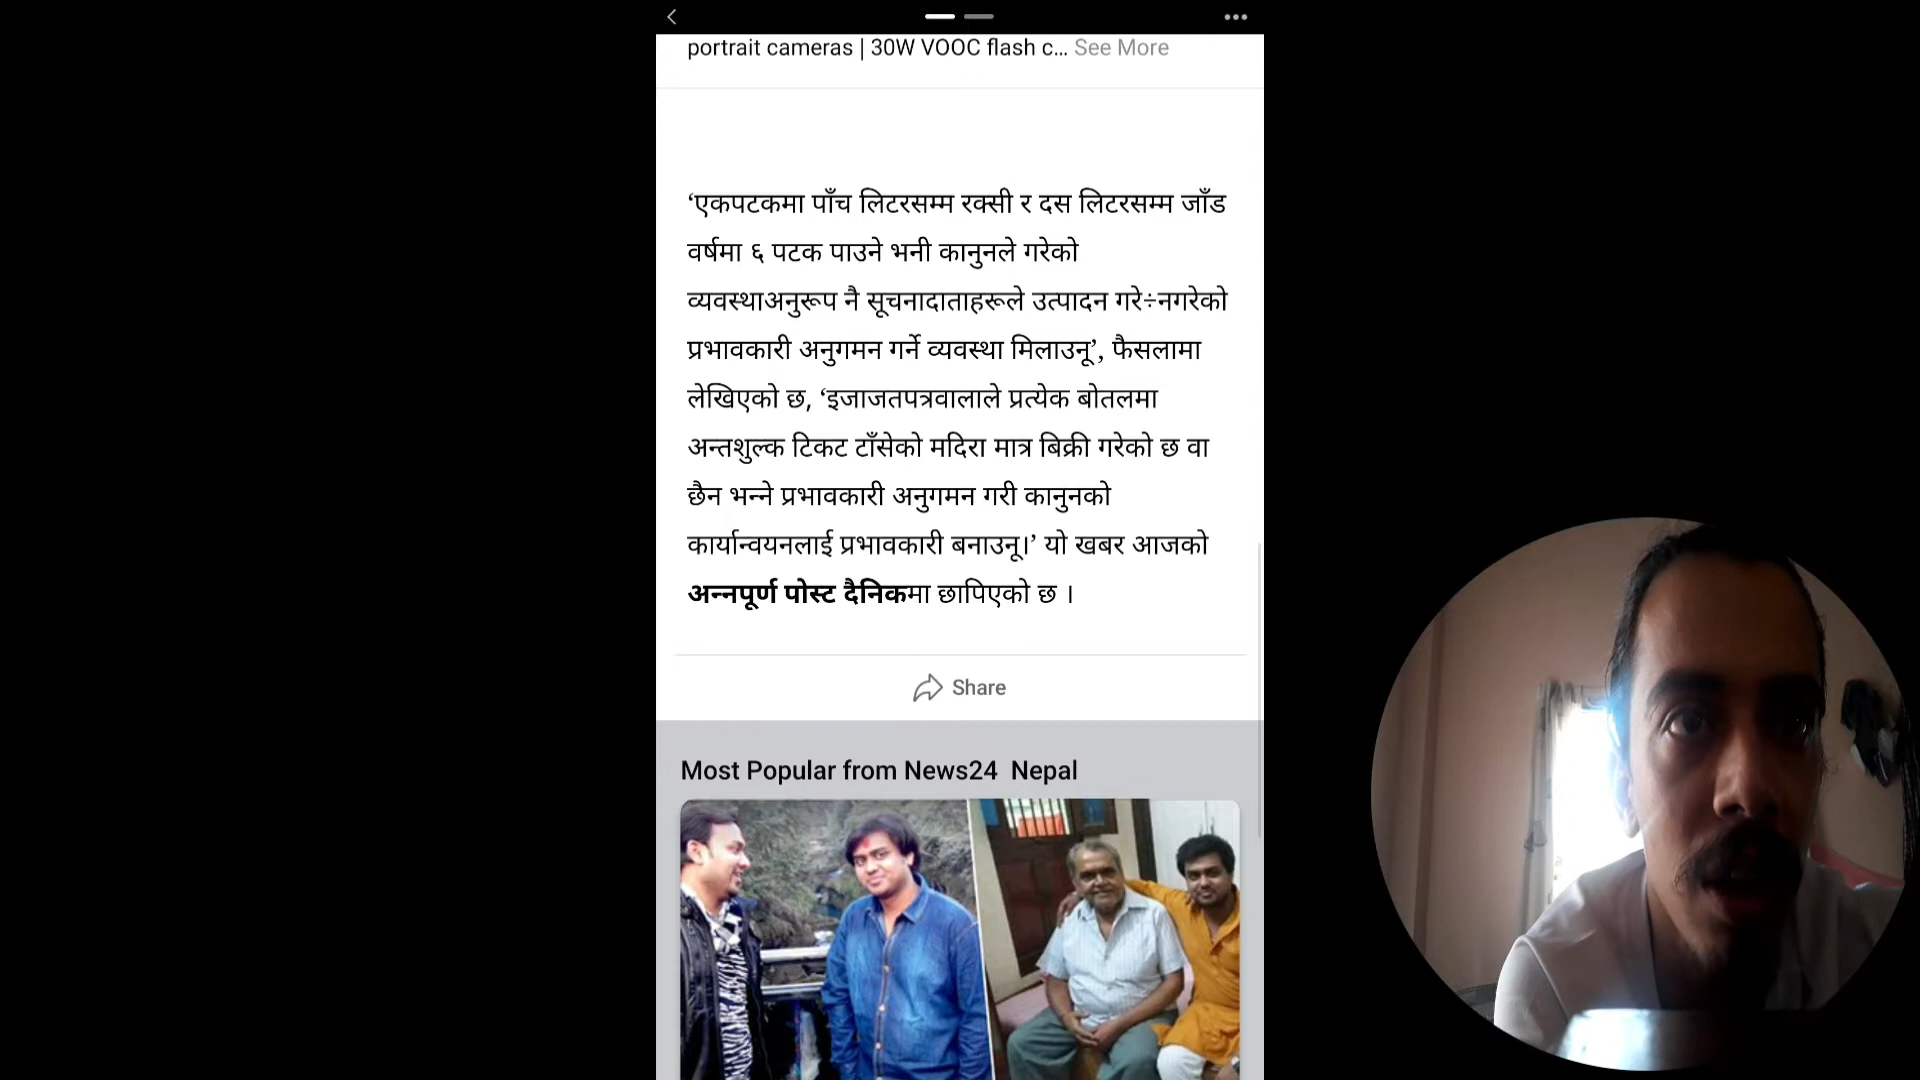 portrait cameras | 30W VOOC flash c... See More
‘एकपटकमा पाँच लिटरसम्म रक्सी र दस लिटरसम्म जाँड
वर्षमा ६ पटक पाउने भनी कानुनले गरेको
व्यवस्थाअनुरूप नै सूचनादाताहरूले उत्पादन गरे÷नगरेको
प्रभावकारी अनुगमन गर्ने व्यवस्था मिलाउनू’, फैसलामा
लेखिएको छ, ‘इजाजतपत्रवालाले प्रत्येक बोतलमा
अन्तशुल्क टिकट टाँसेको मदिरा मात्र बिक्री गरेको छ वा
छैन भन्ने प्रभावकारी अनुगमन गरी कानुनको
कार्यान्वयनलाई प्रभावकारी बनाउनू।’ यो खबर आजको
अन्नपूर्ण पोस्ट दैनिकमा छापिएको छ ।
Share
Most Popular from News24 Nepal